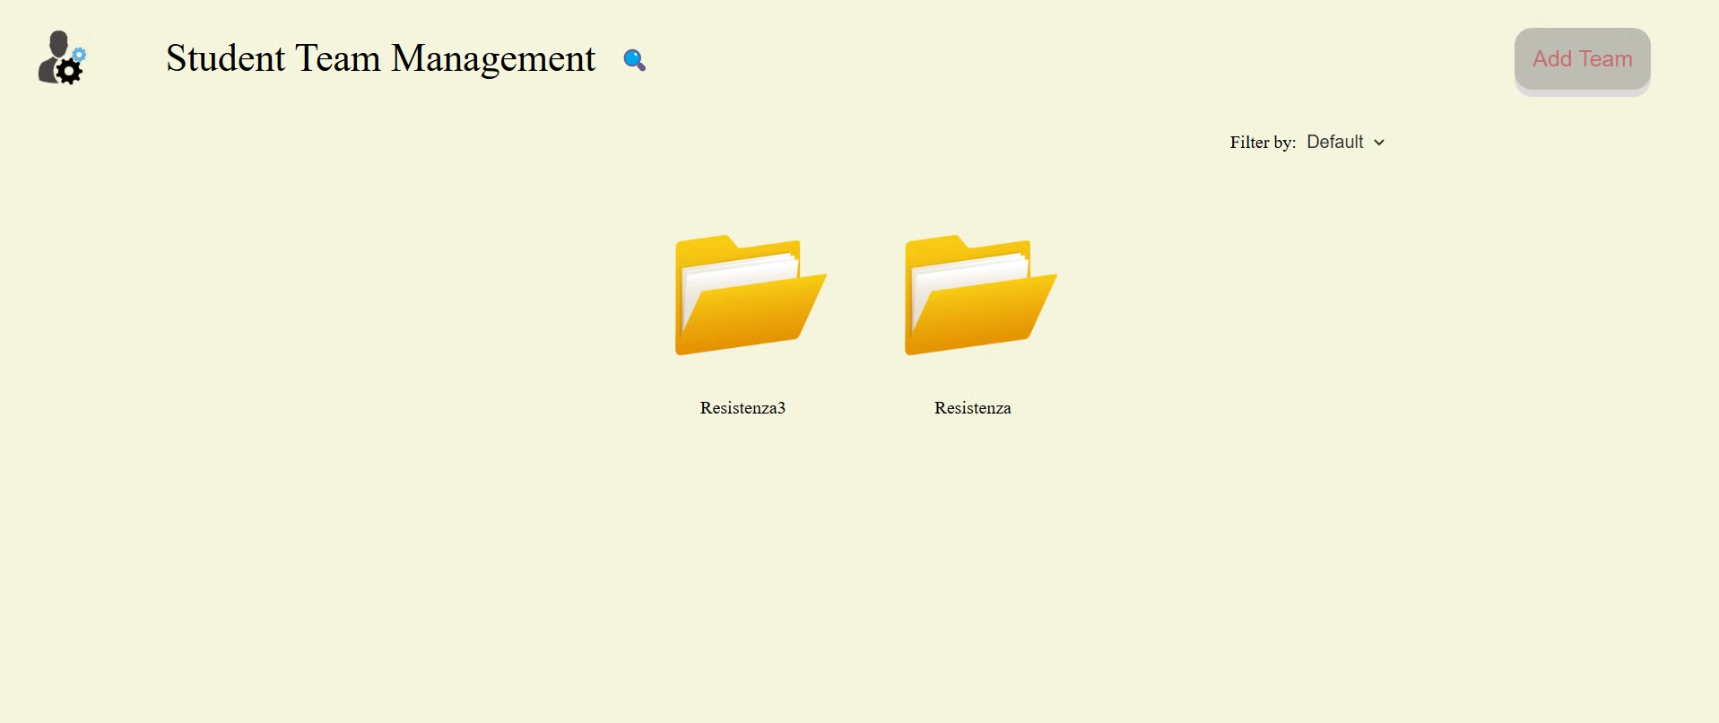 Student Team Management
Add Team
Filter by: Default
Resistenza3
Resistenza